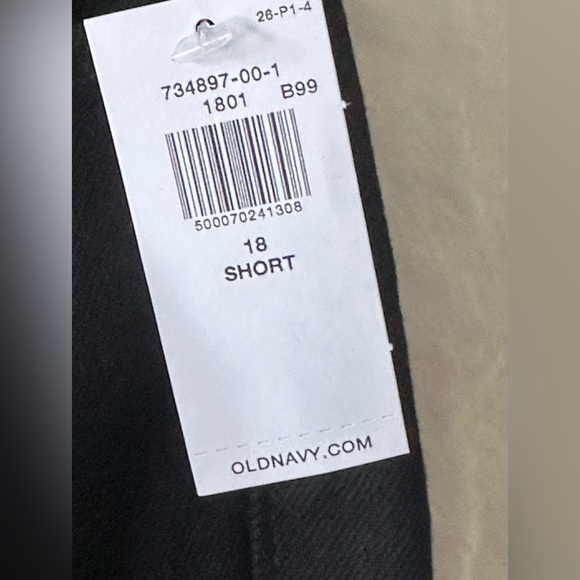 26-P1-4
734897-00-1
1801 B99
500070241308
18
SHORT
OLDNAVY.COM